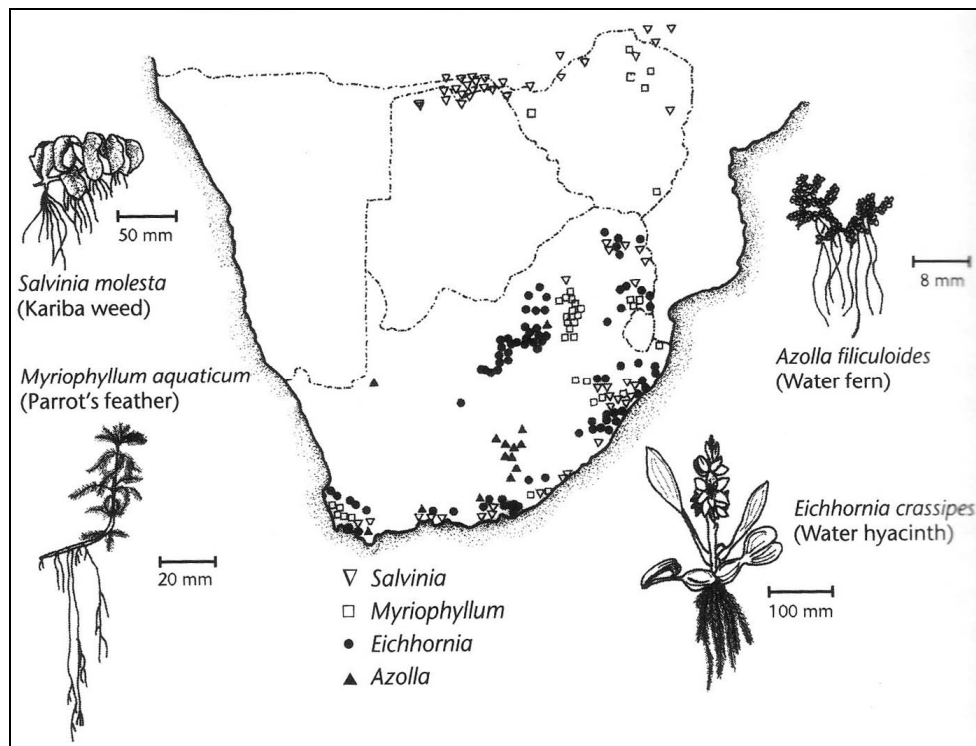 50 mm
Salvinia molesta
(Kariba weed)
Myriophyllum aquaticum
(Parrot's feather)
20 mm
8 mm
Azolla filiculoides
(Water fern)
Eichhornia crassipes
(Water hyacinth)
100 mm
▽ Salvinia
□ Myriophyllum
● Eichhornia
▲ Azolla